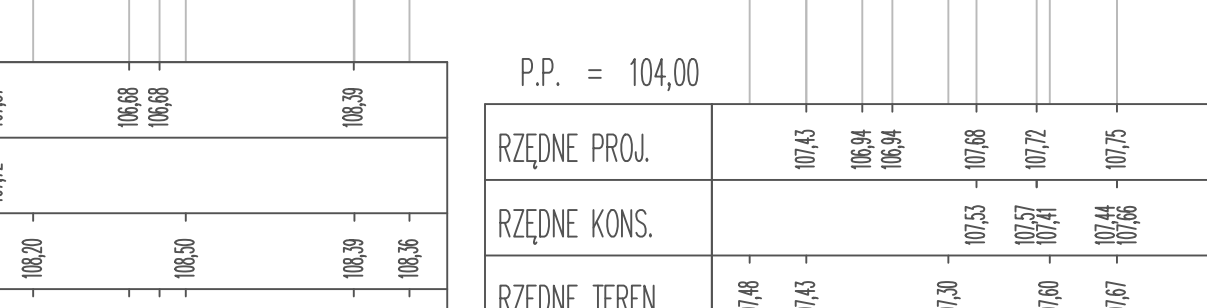 106,68 106,68 108,39
108,20 108,50 108,39 108,36
P.P. = 104,00
RZĘDNE PROJ. 107,43 106,94 106,94 107,68 107,72 107,75
RZĘDNE KONS. 107,53 107,57 107,41 107,44 107,66
RZĘDNE TEREN